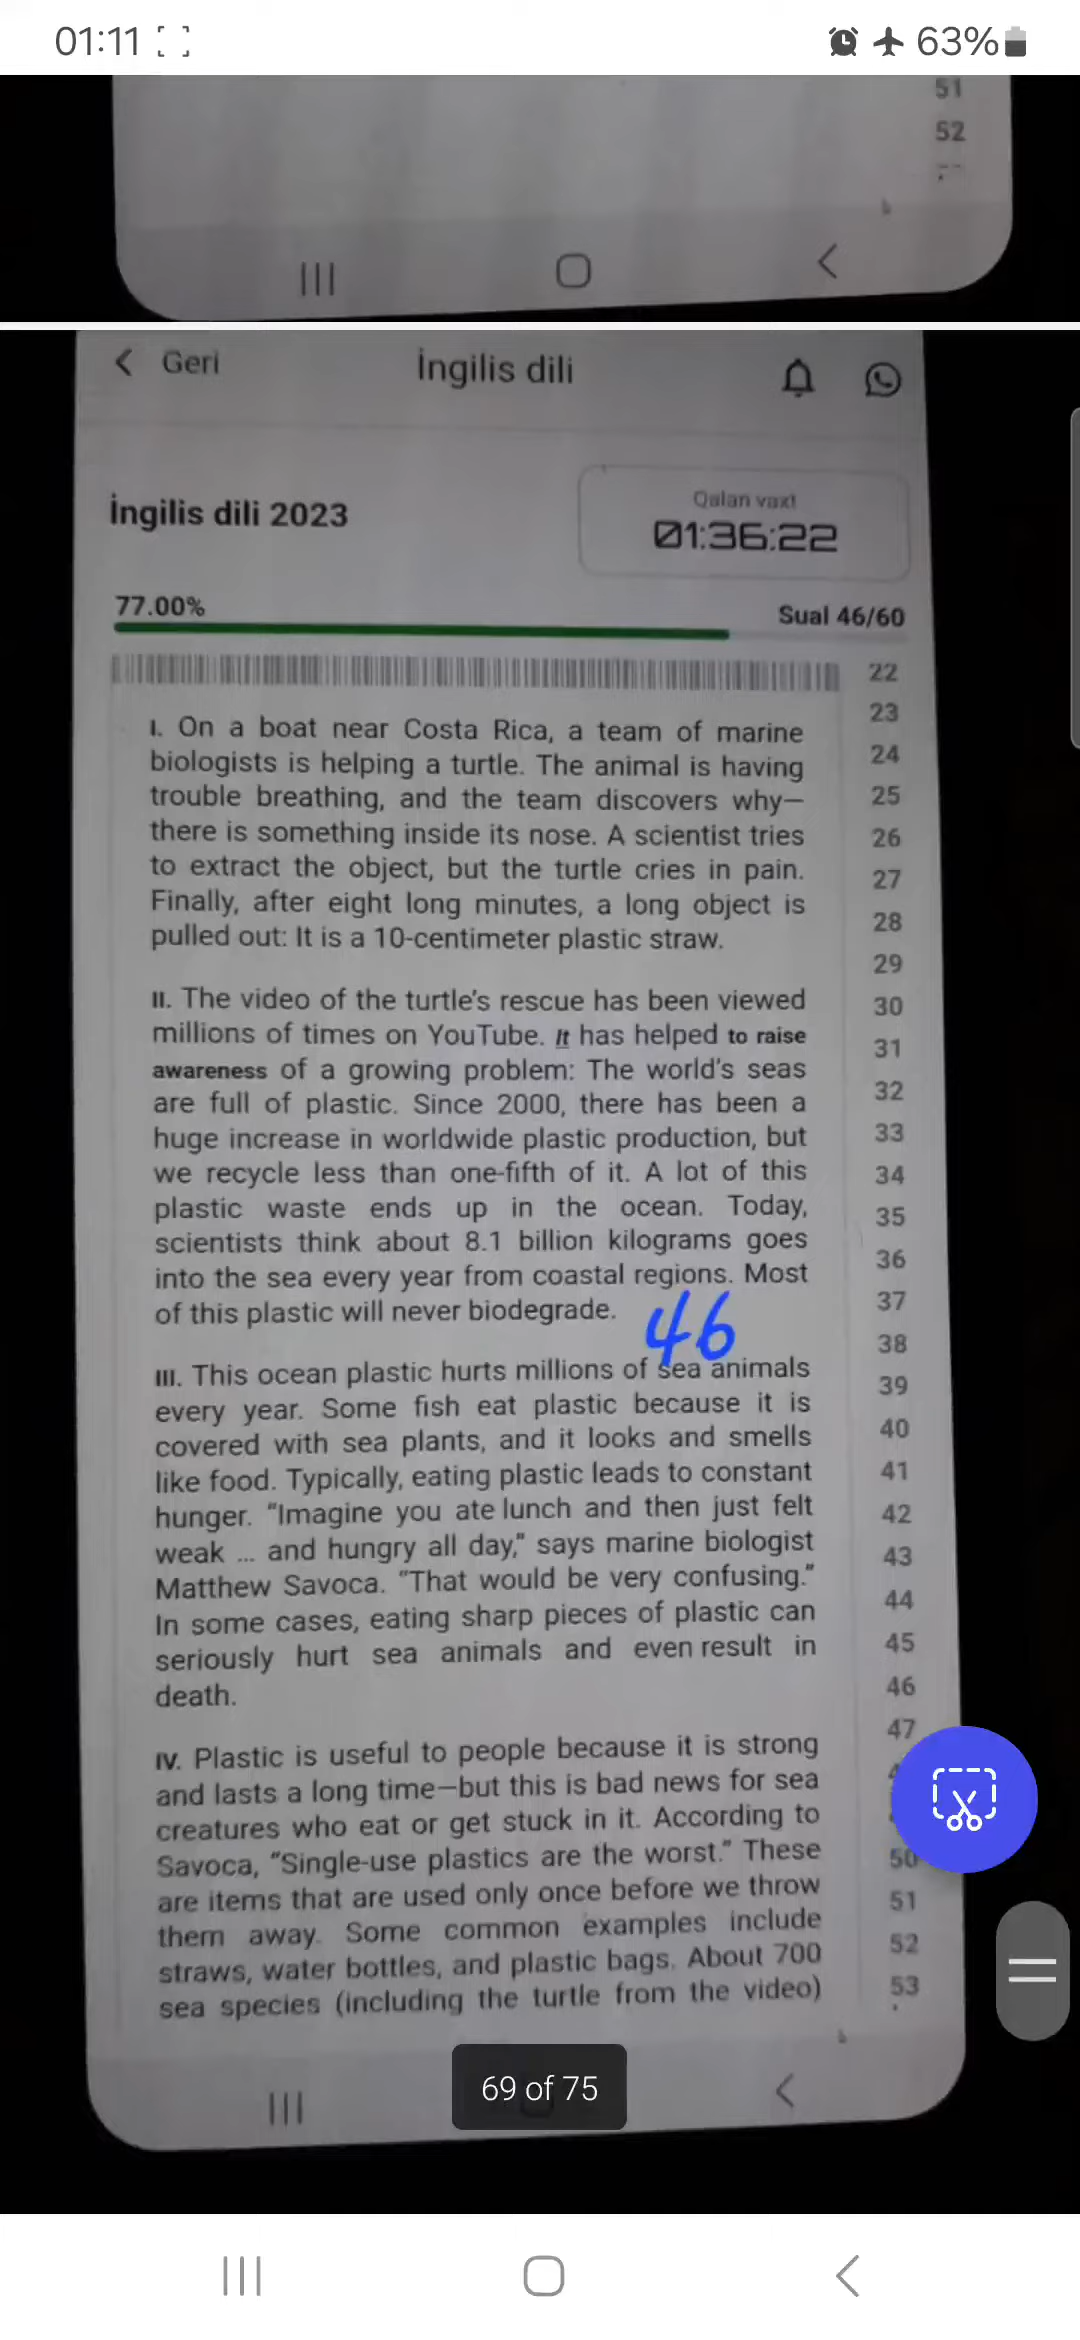 01:11
63%
51
52
Geri
İngilis dili
İngilis dili 2023
Qalan vaxt
01:36:22
77.00%
Sual 46/60
22
23
24
25
26
27
28
29
30
31
32
33
34
35
36
37
38
39
40
41
42
43
44
45
46
47
50
51
52
53
I. On a boat near Costa Rica, a team of marine
biologists is helping a turtle. The animal is having
trouble breathing, and the team discovers why—
there is something inside its nose. A scientist tries
to extract the object, but the turtle cries in pain.
Finally, after eight long minutes, a long object is
pulled out: It is a 10-centimeter plastic straw.
II. The video of the turtle's rescue has been viewed
millions of times on YouTube. It has helped to raise
awareness of a growing problem: The world's seas
are full of plastic. Since 2000, there has been a
huge increase in worldwide plastic production, but
we recycle less than one-fifth of it. A lot of this
plastic waste ends up in the ocean. Today,
scientists think about 8.1 billion kilograms goes
into the sea every year from coastal regions. Most
of this plastic will never biodegrade.
46
III. This ocean plastic hurts millions of sea animals
every year. Some fish eat plastic because it is
covered with sea plants, and it looks and smells
like food. Typically, eating plastic leads to constant
hunger. “Imagine you ate lunch and then just felt
weak ... and hungry all day,” says marine biologist
Matthew Savoca. “That would be very confusing.”
In some cases, eating sharp pieces of plastic can
seriously hurt sea animals and even result in
death.
IV. Plastic is useful to people because it is strong
and lasts a long time—but this is bad news for sea
creatures who eat or get stuck in it. According to
Savoca, “Single-use plastics are the worst.” These
are items that are used only once before we throw
them away. Some common examples include
straws, water bottles, and plastic bags. About 700
sea species (including the turtle from the video)
69 of 75